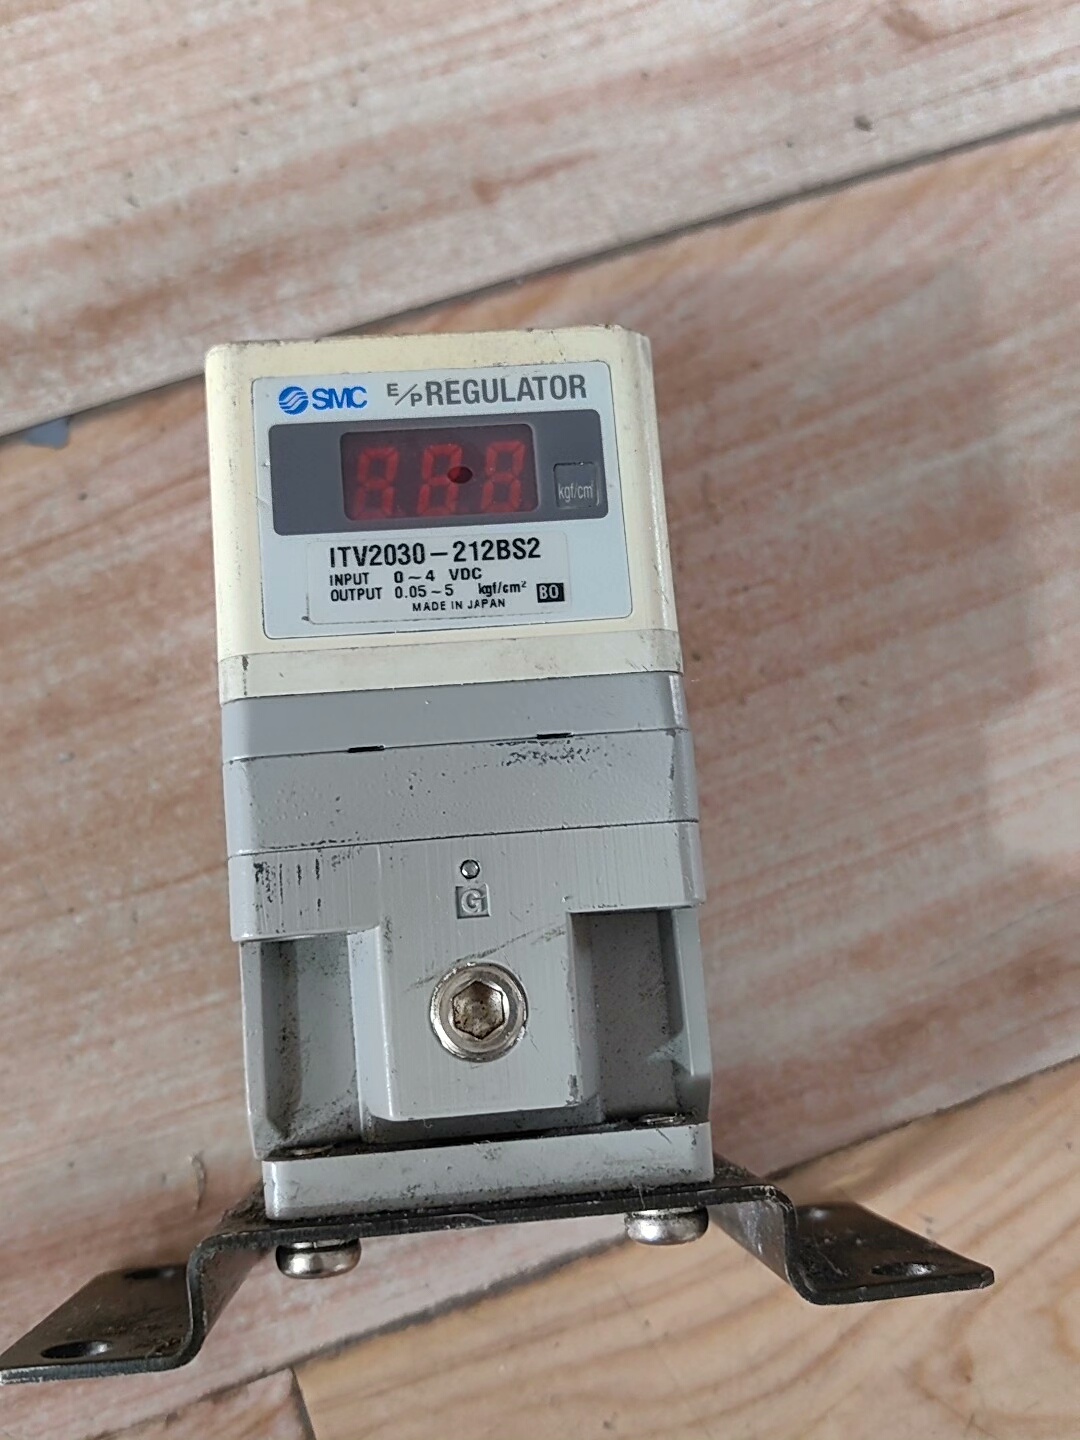 SMC E/P REGULATOR
888
kgf/cm²
ITV2030-212BS2
INPUT 0~4 VDC
OUTPUT 0.05~5 kgf/cm² BO
MADE IN JAPAN
G